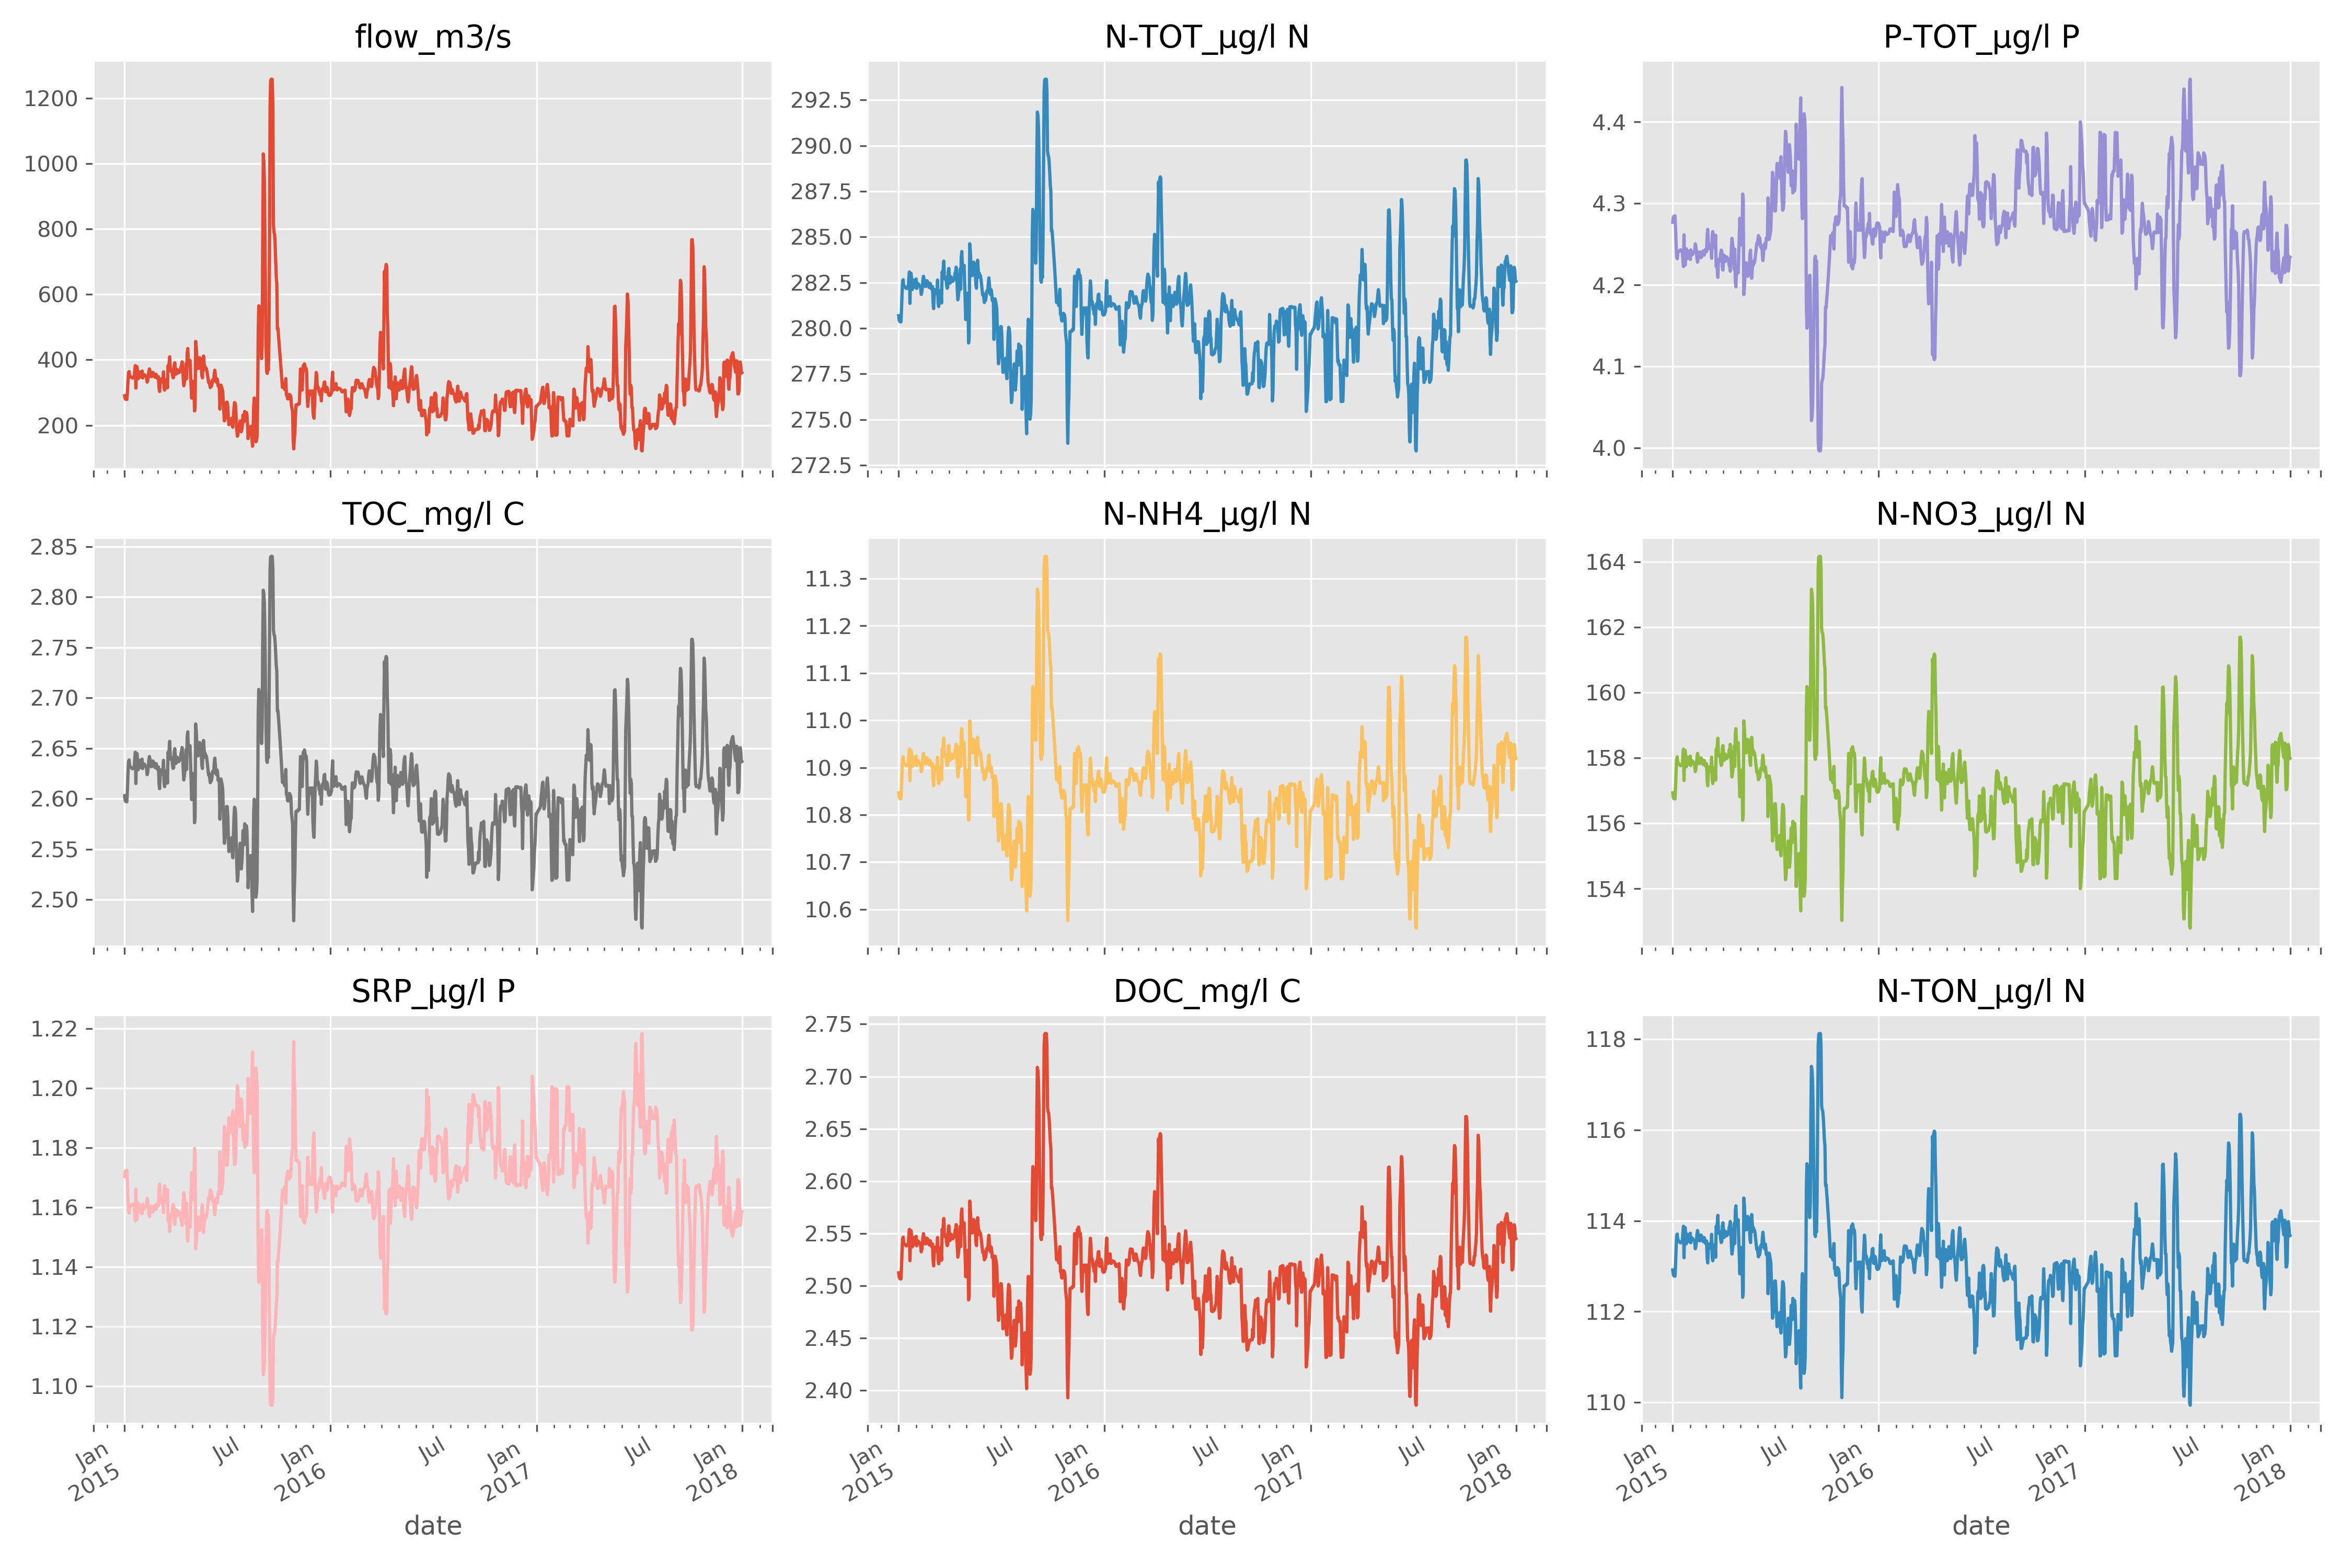 flow_m3/s
1200
1000
800
600
400
200
N-TOT_µg/l N
292.5
290.0
287.5
285.0
282.5
280.0
277.5
275.0
272.5
P-TOT_µg/l P
4.4
4.3
4.2
4.1
4.0
TOC_mg/l C
2.85
2.80
2.75
2.70
2.65
2.60
2.55
2.50
N-NH4_µg/l N
11.3
11.2
11.1
11.0
10.9
10.8
10.7
10.6
N-NO3_µg/l N
164
162
160
158
156
154
SRP_µg/l P
1.22
1.20
1.18
1.16
1.14
1.12
1.10
Jan
2015
Jul
Jan
2016
Jul
Jan
2017
Jul
Jan
2018
date
DOC_mg/l C
2.75
2.70
2.65
2.60
2.55
2.50
2.45
2.40
Jan
2015
Jul
Jan
2016
Jul
Jan
2017
Jul
Jan
2018
date
N-TON_µg/l N
118
116
114
112
110
Jan
2015
Jul
Jan
2016
Jul
Jan
2017
Jul
Jan
2018
date